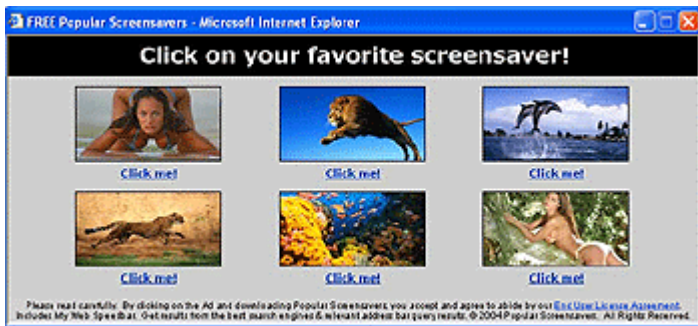 FREE Popular Screensavers - Microsoft Internet Explorer
Click on your favorite screensaver!
Click me! Click me! Click me!
Click me! Click me! Click me!
Please read carefully. By clicking on the Ad and downloading Popular Screensavers, you accept and agree to abide by our End User License Agreement.
Includes My Web Speedbar. Get results from the best search engines & relevant address bar query results. © 2004 Popular Screensavers. All Rights Reserved.